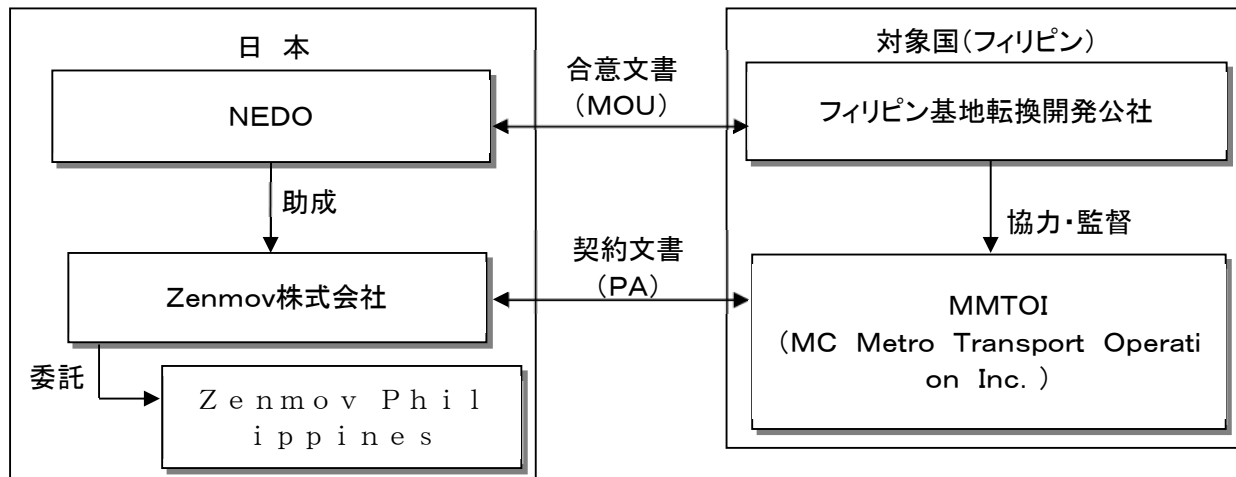 日 本
NEDO
助成
Zenmov株式会社
委託
Zenmov Phil
ippines
合意文書
(MOU)
契約文書
(PA)
対象国(フィリピン)
フィリピン基地転換開発公社
協力・監督
MMTOI
(MC Metro Transport Operati
on Inc.)